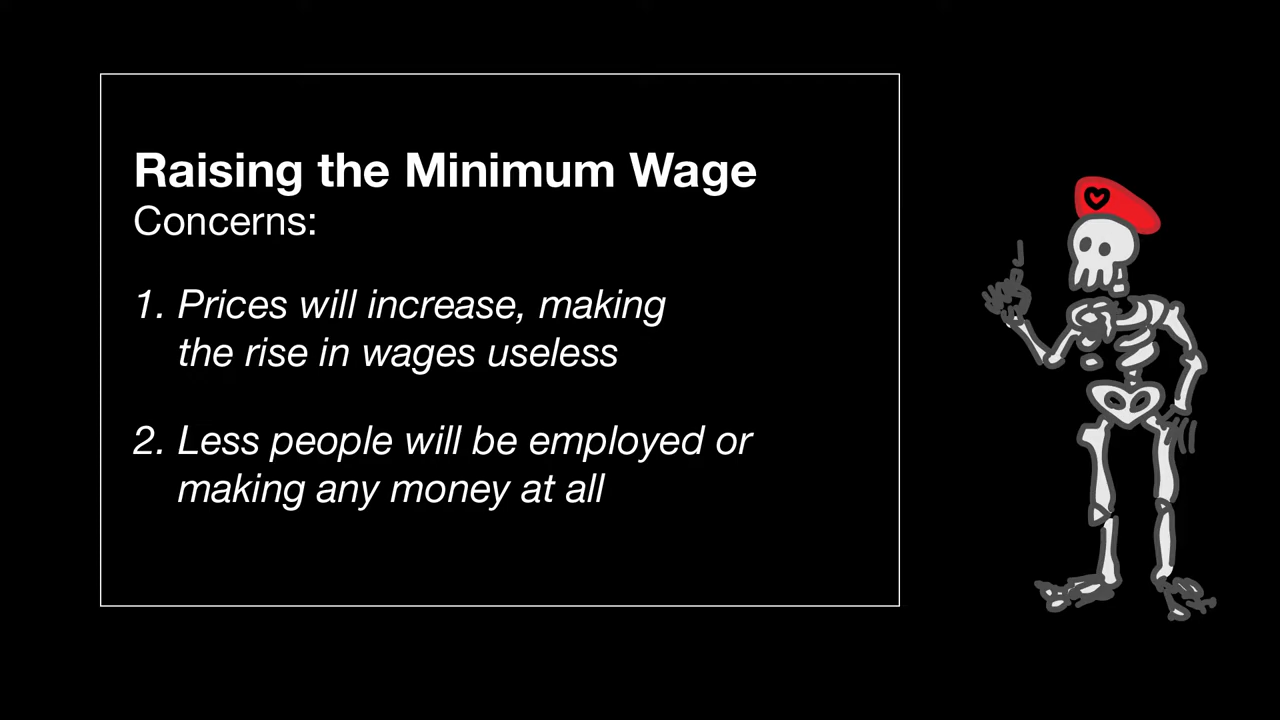 Raising the Minimum Wage
Concerns:
1. Prices will increase, making
the rise in wages useless
2. Less people will be employed or
making any money at all